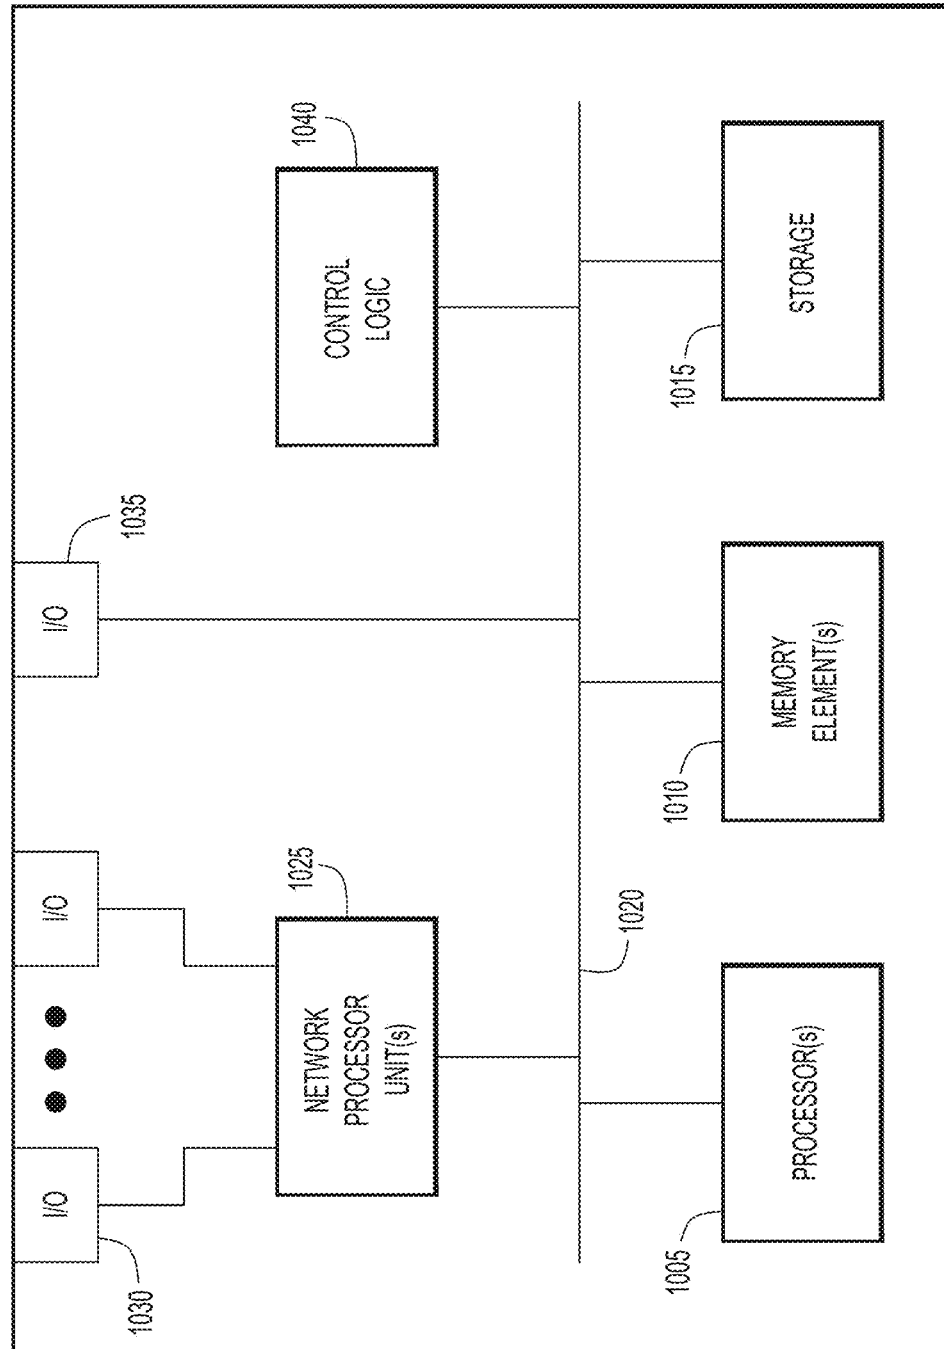 I/O
I/O
I/O
1030
1035
1025
1040
NETWORK
PROCESSOR
UNIT(s)
CONTROL
LOGIC
1020
1005
1010
1015
PROCESSOR(s)
MEMORY
ELEMENT(s)
STORAGE